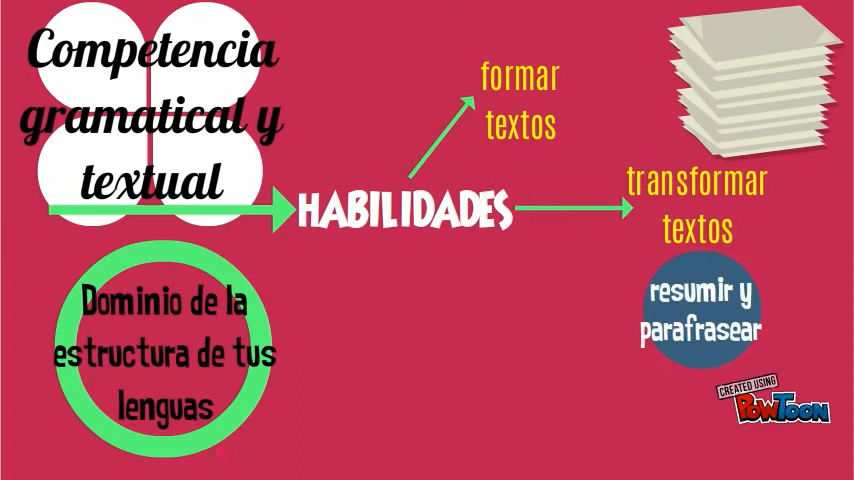 Competencia
gramatical y
textual
Dominio de la
estructura de tus
lenguas
HABILIDADES
formar
textos
transformar
textos
resumir y
parafrasear
CREATED USING
POWTOON